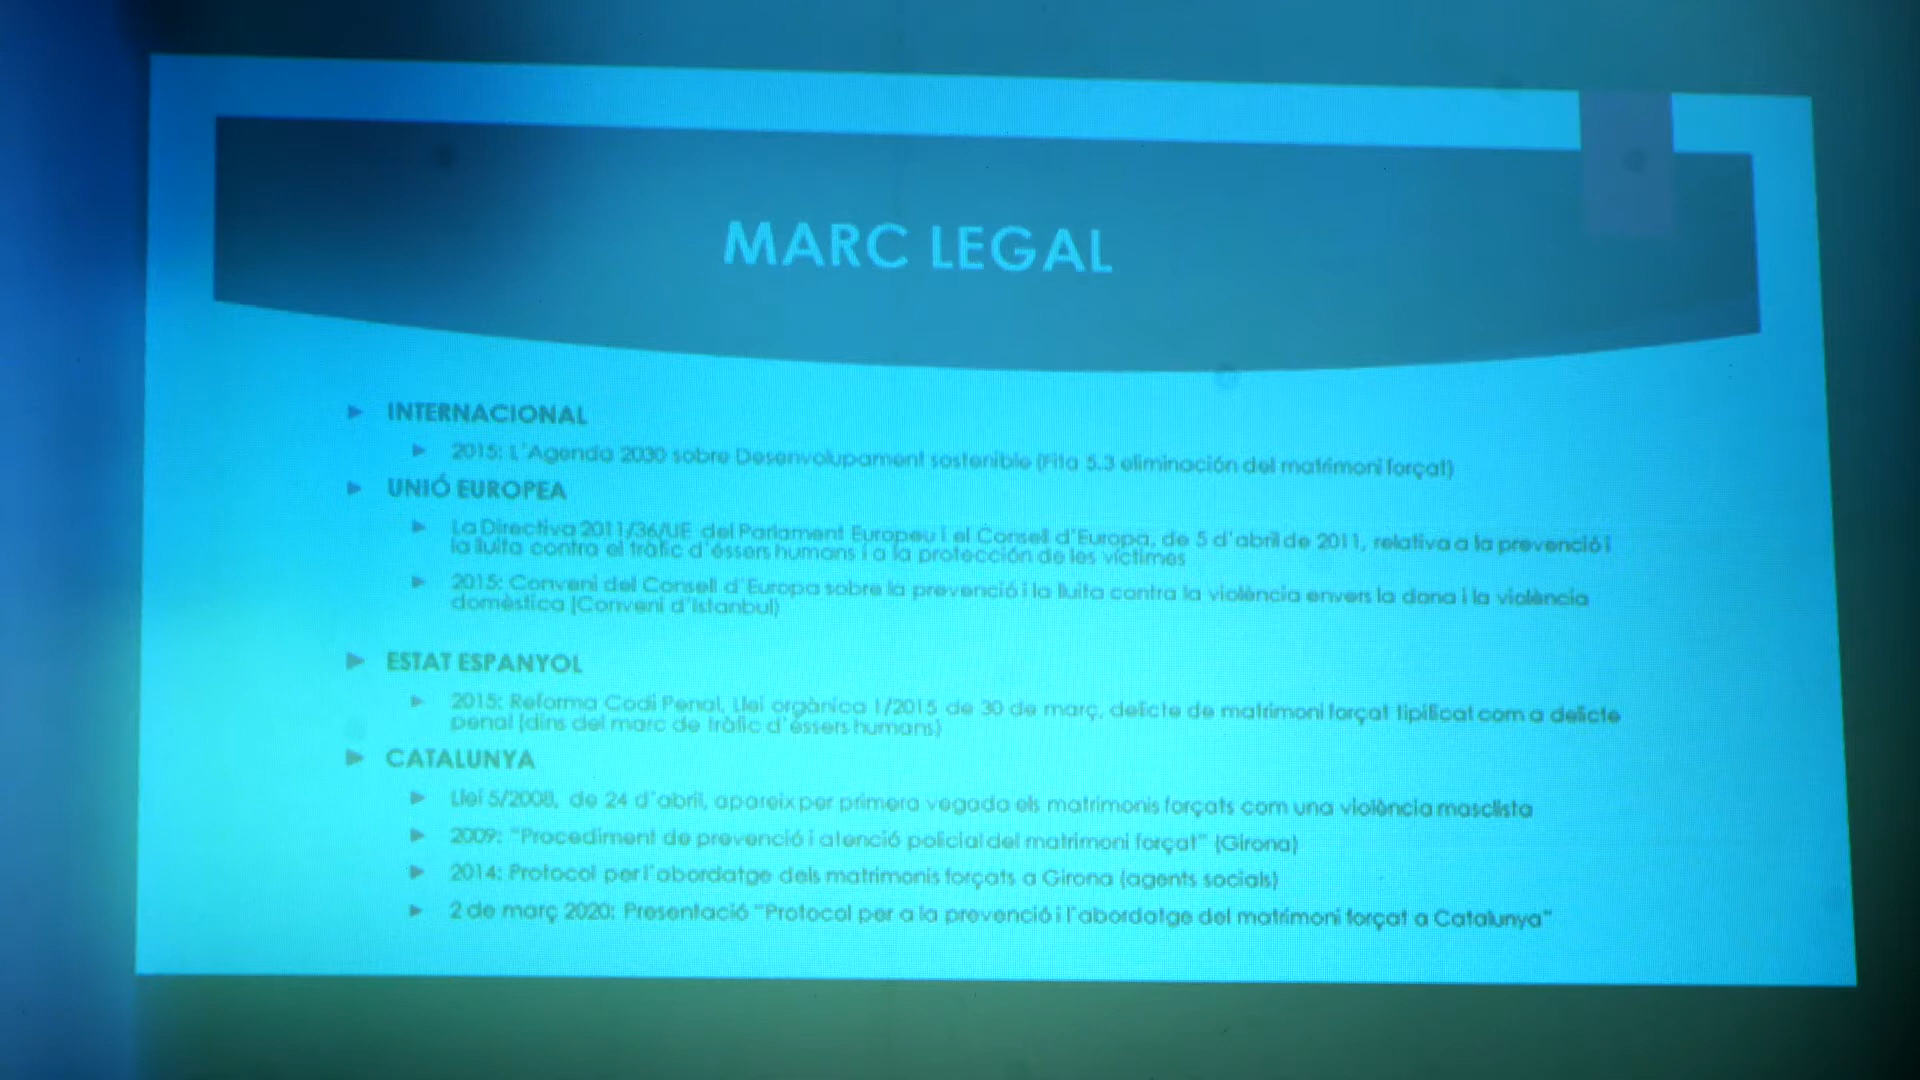 MARC LEGAL
INTERNACIONAL
2015: L'Agenda 2030 sobre Desenvolupament sostenible (Fita 5.3 eliminación del matrimoni forçat)
UNIÓ EUROPEA
La Directiva 2011/36/UE del Parlament Europeu i el Consell d'Europa, de 5 d'abril de 2011, relativa a la prevenció i
la lluita contra el tràfic d'éssers humans i a la protección de les víctimes
2015: Conveni del Consell d'Europa sobre la prevenció i la lluita contra la violència envers la dona i la violència
domèstica (Conveni d'Istanbul)
ESTAT ESPANYOL
2015: Reforma Codi Penal, Llei orgànica 1/2015 de 30 de març, delicte de matrimoni forçat tipificat com a delicte
penal (dins del marc de tràfic d'éssers humans)
CATALUNYA
Llei 5/2008, de 24 d'abril, apareix per primera vegada els matrimonis forçats com una violència masclista
2009: "Procediment de prevenció i atenció policial del matrimoni forçat" (Girona)
2014: Protocol per l'abordatge dels matrimonis forçats a Girona (agents socials)
2 de març 2020: Presentació "Protocol per a la prevenció i l'abordatge del matrimoni forçat a Catalunya"